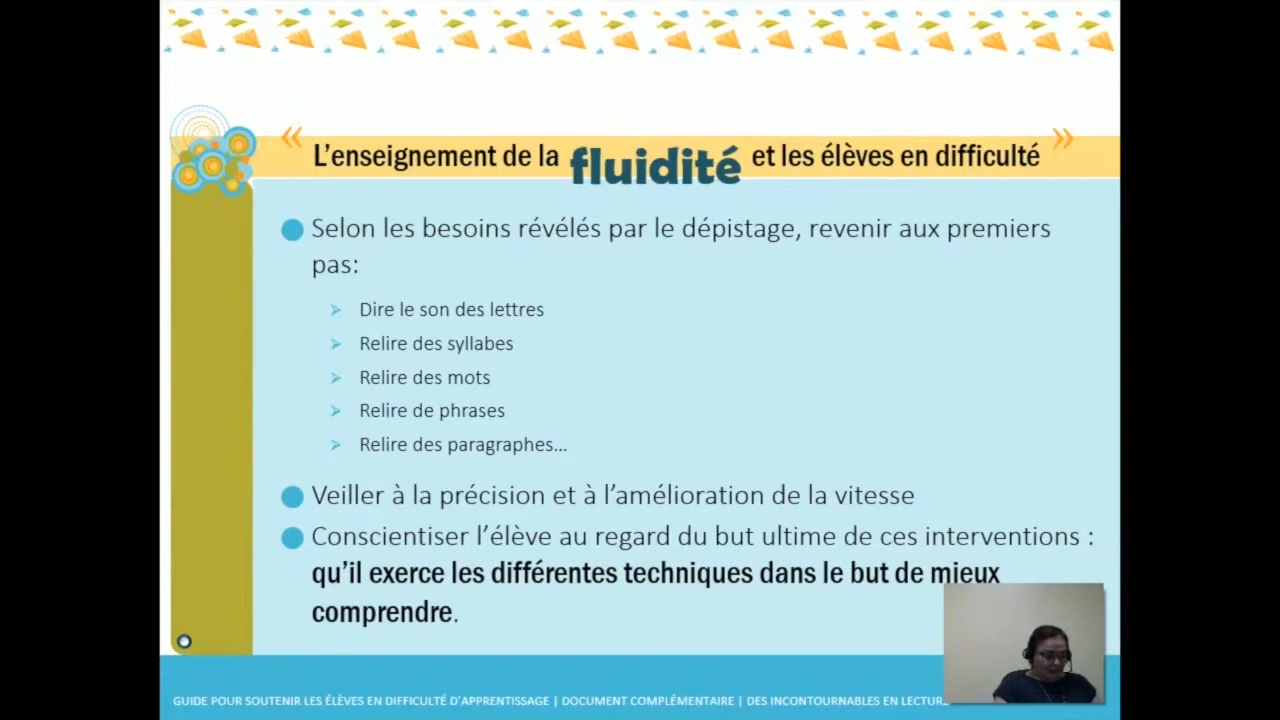 « L’enseignement de la fluidité et les élèves en difficulté »
Selon les besoins révélés par le dépistage, revenir aux premiers
pas:
Dire le son des lettres
Relire des syllabes
Relire des mots
Relire de phrases
Relire des paragraphes…
Veiller à la précision et à l’amélioration de la vitesse
Conscientiser l’élève au regard du but ultime de ces interventions :
qu’il exerce les différentes techniques dans le but de mieux
comprendre.
GUIDE POUR SOUTENIR LES ÉLÈVES EN DIFFICULTÉ D’APPRENTISSAGE | DOCUMENT COMPLÉMENTAIRE | DES INCONTOURNABLES EN LECTURE